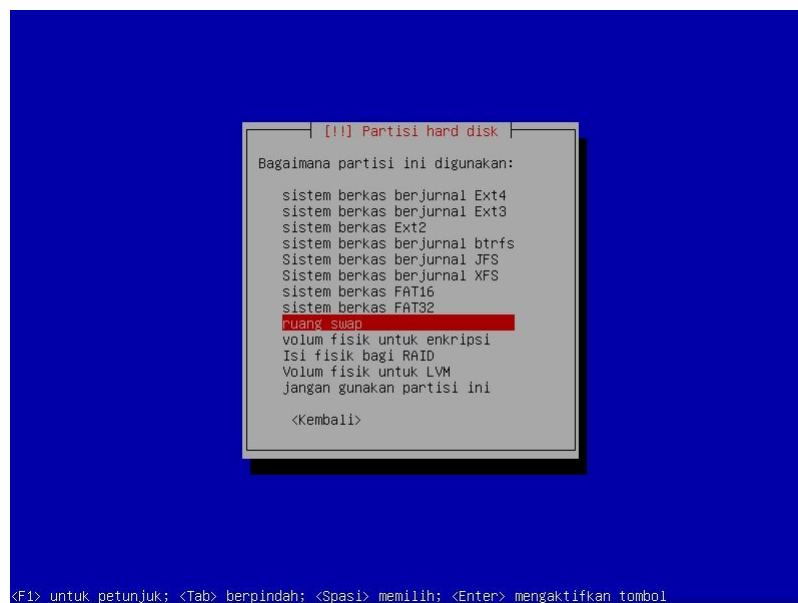 [!!] Partisi hard disk
Bagaimana partisi ini digunakan:
sistem berkas berjurnal Ext4
sistem berkas berjurnal Ext3
sistem berkas Ext2
sistem berkas berjurnal btrfs
Sistem berkas berjurnal JFS
Sistem berkas berjurnal XFS
sistem berkas FAT16
sistem berkas FAT32
ruang swap
volum fisik untuk enkripsi
Isi fisik bagi RAID
Volum fisik untuk LVM
jangan gunakan partisi ini
<Kembali>
<F1> untuk petunjuk; <Tab> berpindah; <Spasi> memilih; <Enter> mengaktifkan tombol